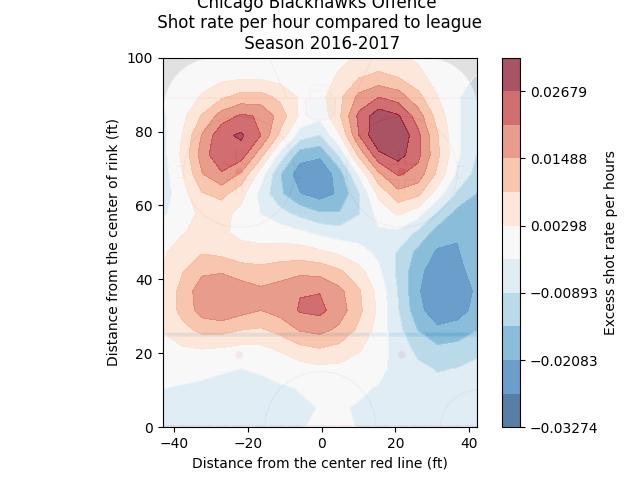 Chicago Blackhawks Offence
Shot rate per hour compared to league
Season 2016-2017
100
80
60
40
20
0
−40
−20
0
20
40
Distance from the center of rink (ft)
Distance from the center red line (ft)
0.02679
0.01488
0.00298
−0.00893
−0.02083
−0.03274
Excess shot rate per hours